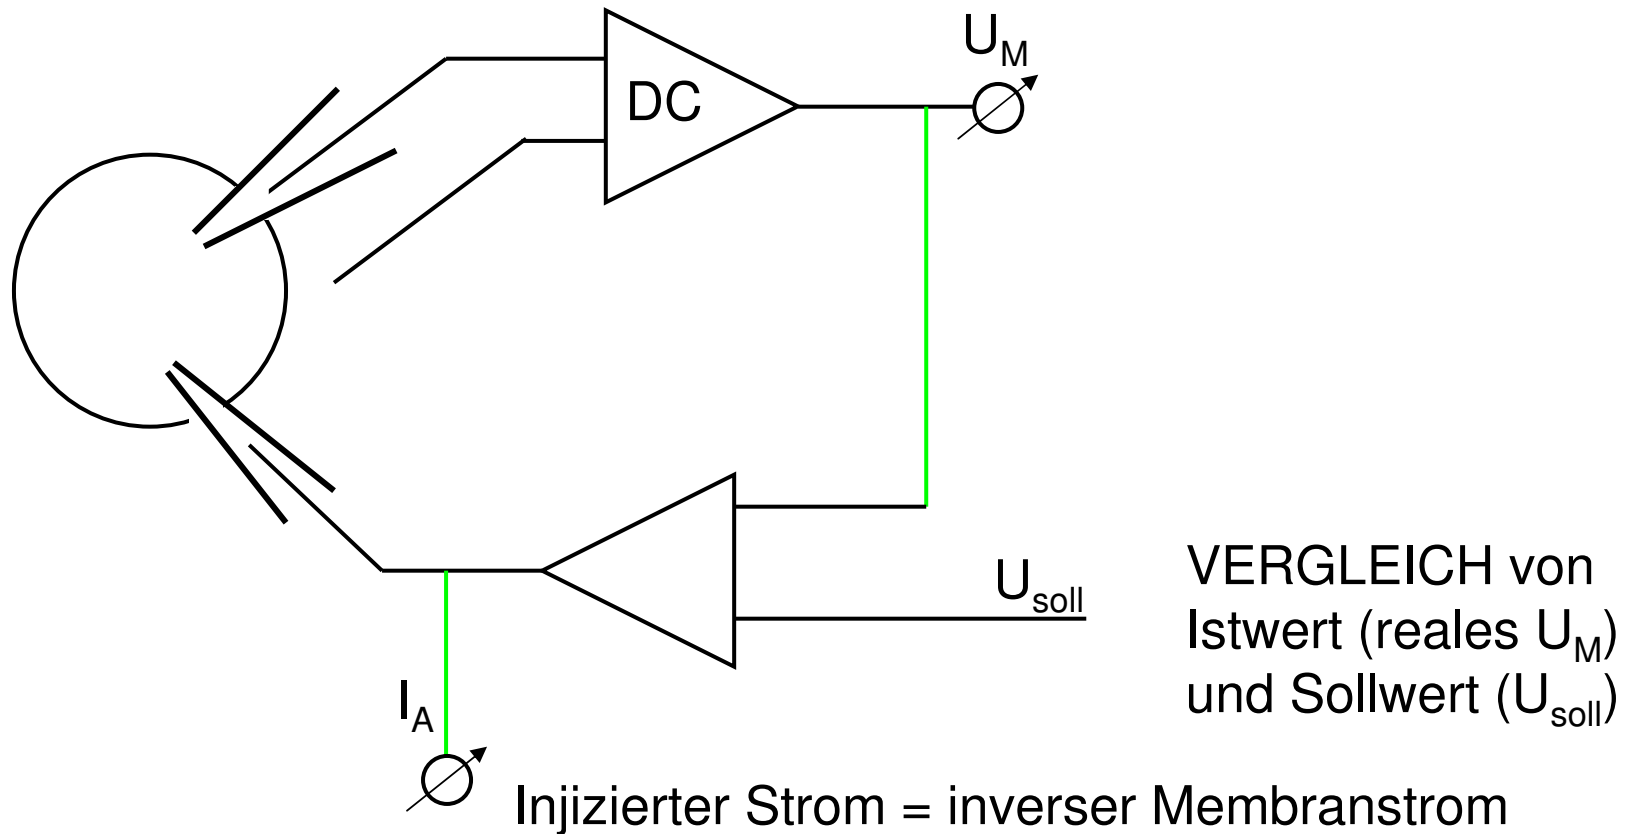 U_M
DC
U_soll
VERGLEICH von
Istwert (reales U_M)
und Sollwert (U_soll)
I_A
Injizierter Strom = inverser Membranstrom